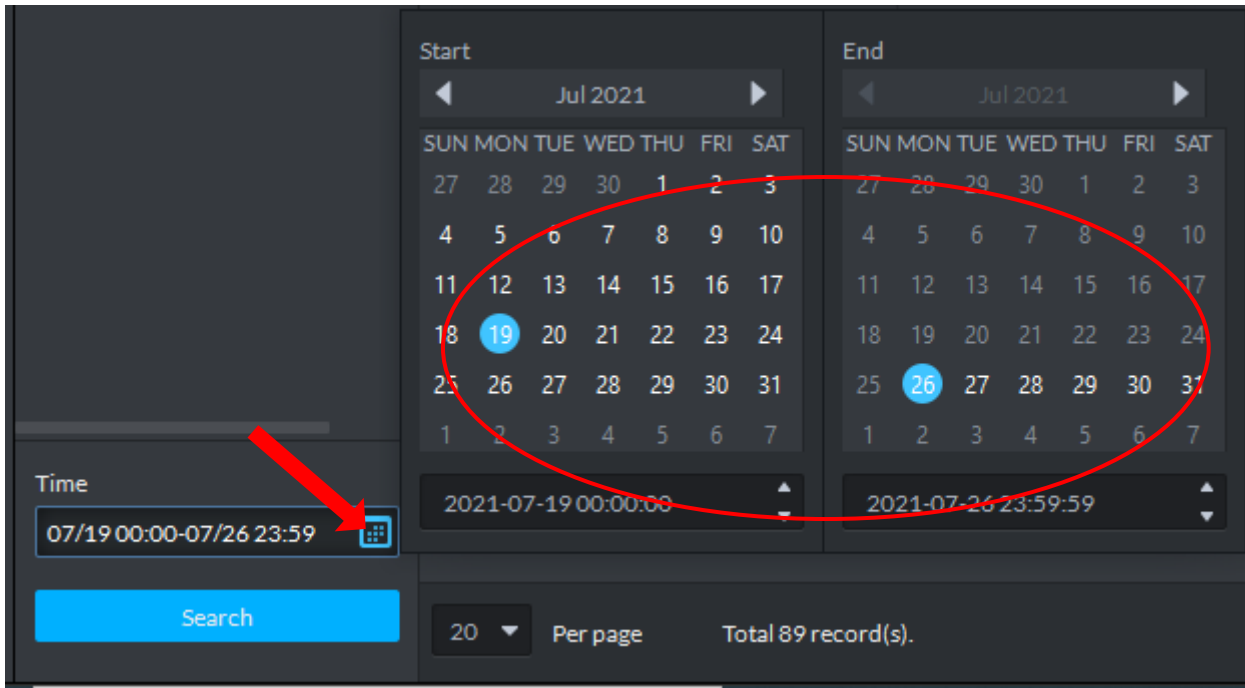 Start
Jul 2021
SUN MON TUE WED THU FRI SAT
27 28 29 30 1 2 3
4 5 6 7 8 9 10
11 12 13 14 15 16 17
18 19 20 21 22 23 24
25 26 27 28 29 30 31
1 2 3 4 5 6 7
2021-07-19 00:00:00
End
Jul 2021
SUN MON TUE WED THU FRI SAT
27 28 29 30 1 2 3
4 5 6 7 8 9 10
11 12 13 14 15 16 17
18 19 20 21 22 23 24
25 26 27 28 29 30 31
1 2 3 4 5 6 7
2021-07-26 23:59:59
Time
07/19 00:00-07/26 23:59
Search
20 Per page Total 89 record(s).